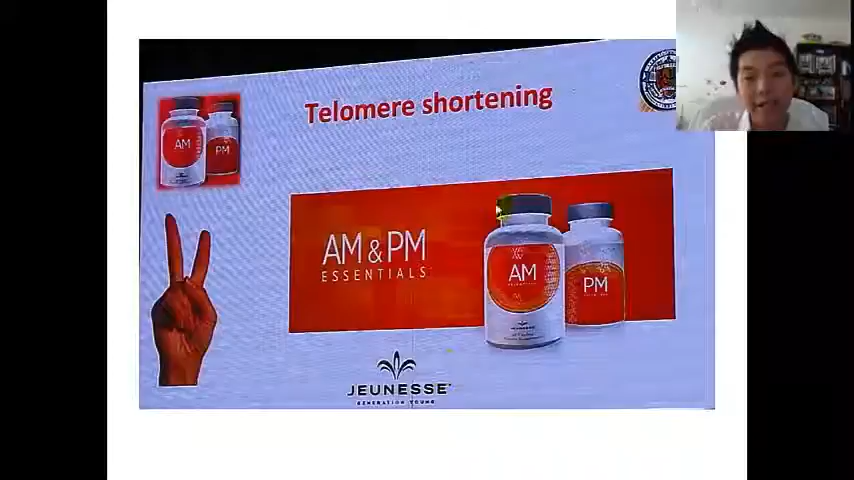 Telomere shortening
AM
PM
AM & PM
ESSENTIALS
AM
PM
JEUNESSE
GENERATION YOUNG